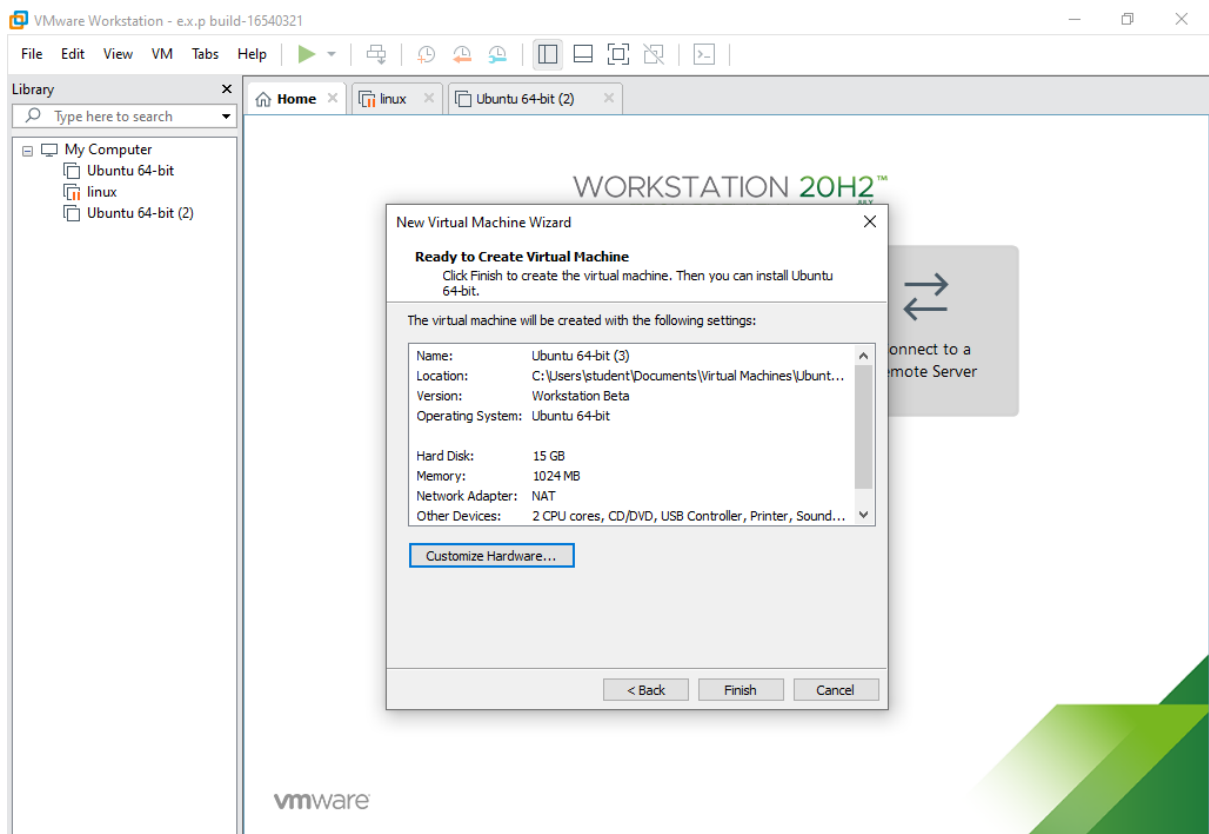 VMware Workstation - e.x.p build-16540321
File Edit View VM Tabs Help
Library
Type here to search
My Computer
Ubuntu 64-bit
linux
Ubuntu 64-bit (2)
Home
linux
Ubuntu 64-bit (2)
WORKSTATION 20H2™
New Virtual Machine Wizard
Ready to Create Virtual Machine
Click Finish to create the virtual machine. Then you can install Ubuntu
64-bit.
The virtual machine will be created with the following settings:
Name: Ubuntu 64-bit (3)
Location: C:\Users\student\Documents\Virtual Machines\Ubunt...
Version: Workstation Beta
Operating System: Ubuntu 64-bit
Hard Disk: 15 GB
Memory: 1024 MB
Network Adapter: NAT
Other Devices: 2 CPU cores, CD/DVD, USB Controller, Printer, Sound...
Customize Hardware...
< Back Finish Cancel
onnect to a
emote Server
vmware